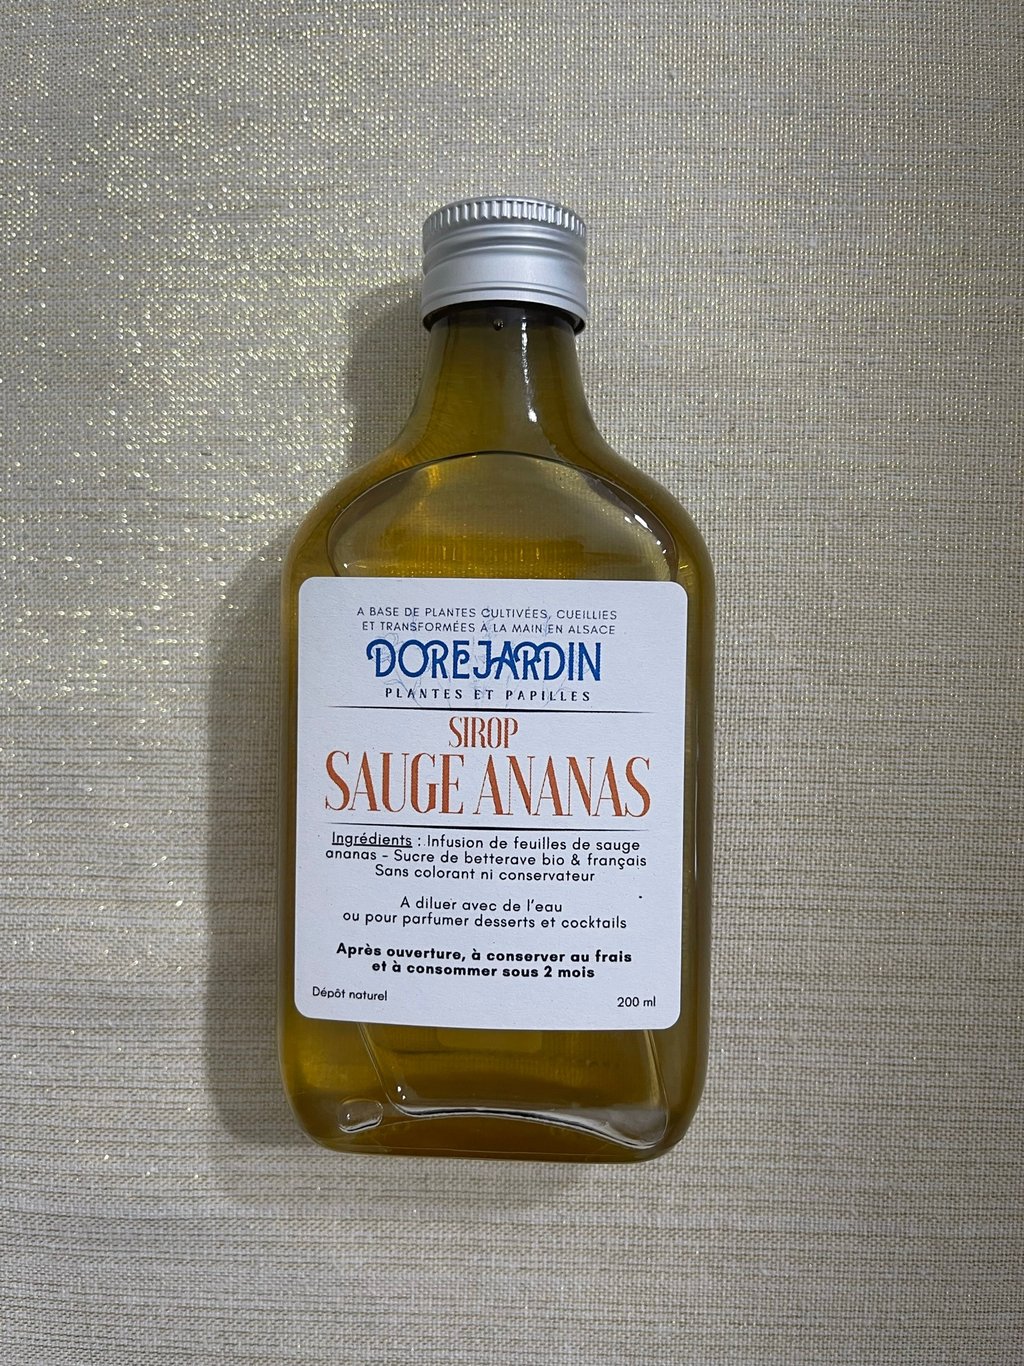 A BASE DE PLANTES CULTIVÉES, CUEILLIES
ET TRANSFORMÉES À LA MAIN EN ALSACE
DOREJARDIN
PLANTES ET PAPILLES
SIROP
SAUGE ANANAS
Ingrédients : Infusion de feuilles de sauge
ananas - Sucre de betterave bio & français
Sans colorant ni conservateur
A diluer avec de l'eau
ou pour parfumer desserts et cocktails
Après ouverture, à conserver au frais
et à consommer sous 2 mois
Dépôt naturel
200 ml